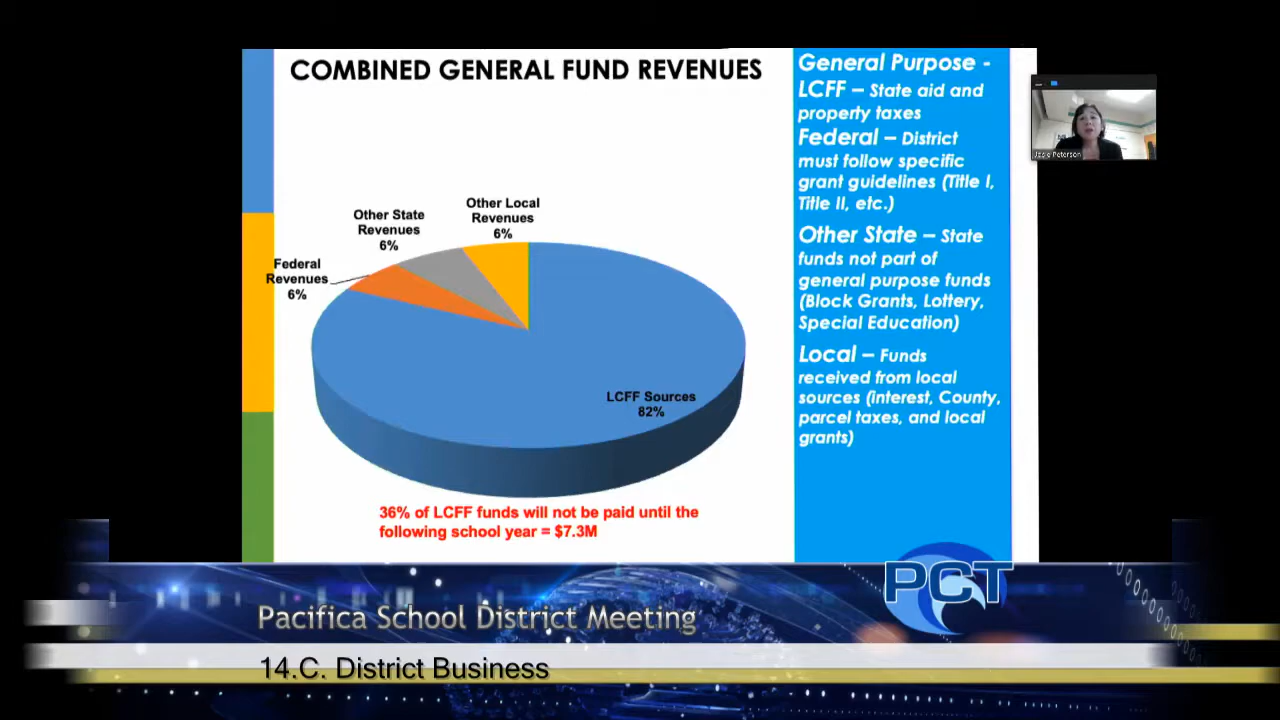 COMBINED GENERAL FUND REVENUES
Other Local
Revenues
6%
Other State
Revenues
6%
Federal
Revenues
6%
LCFF Sources
82%
36% of LCFF funds will not be paid until the
following school year = $7.3M
General Purpose -
LCFF – State aid and
property taxes
Federal – District
must follow specific
grant guidelines (Title I,
Title II, etc.)
Other State – State
funds not part of
general purpose funds
(Block Grants, Lottery,
Special Education)
Local – Funds
received from local
sources (interest, County,
parcel taxes, and local
grants)
Peterson
PCT
Pacifica School District Meeting
14.C. District Business